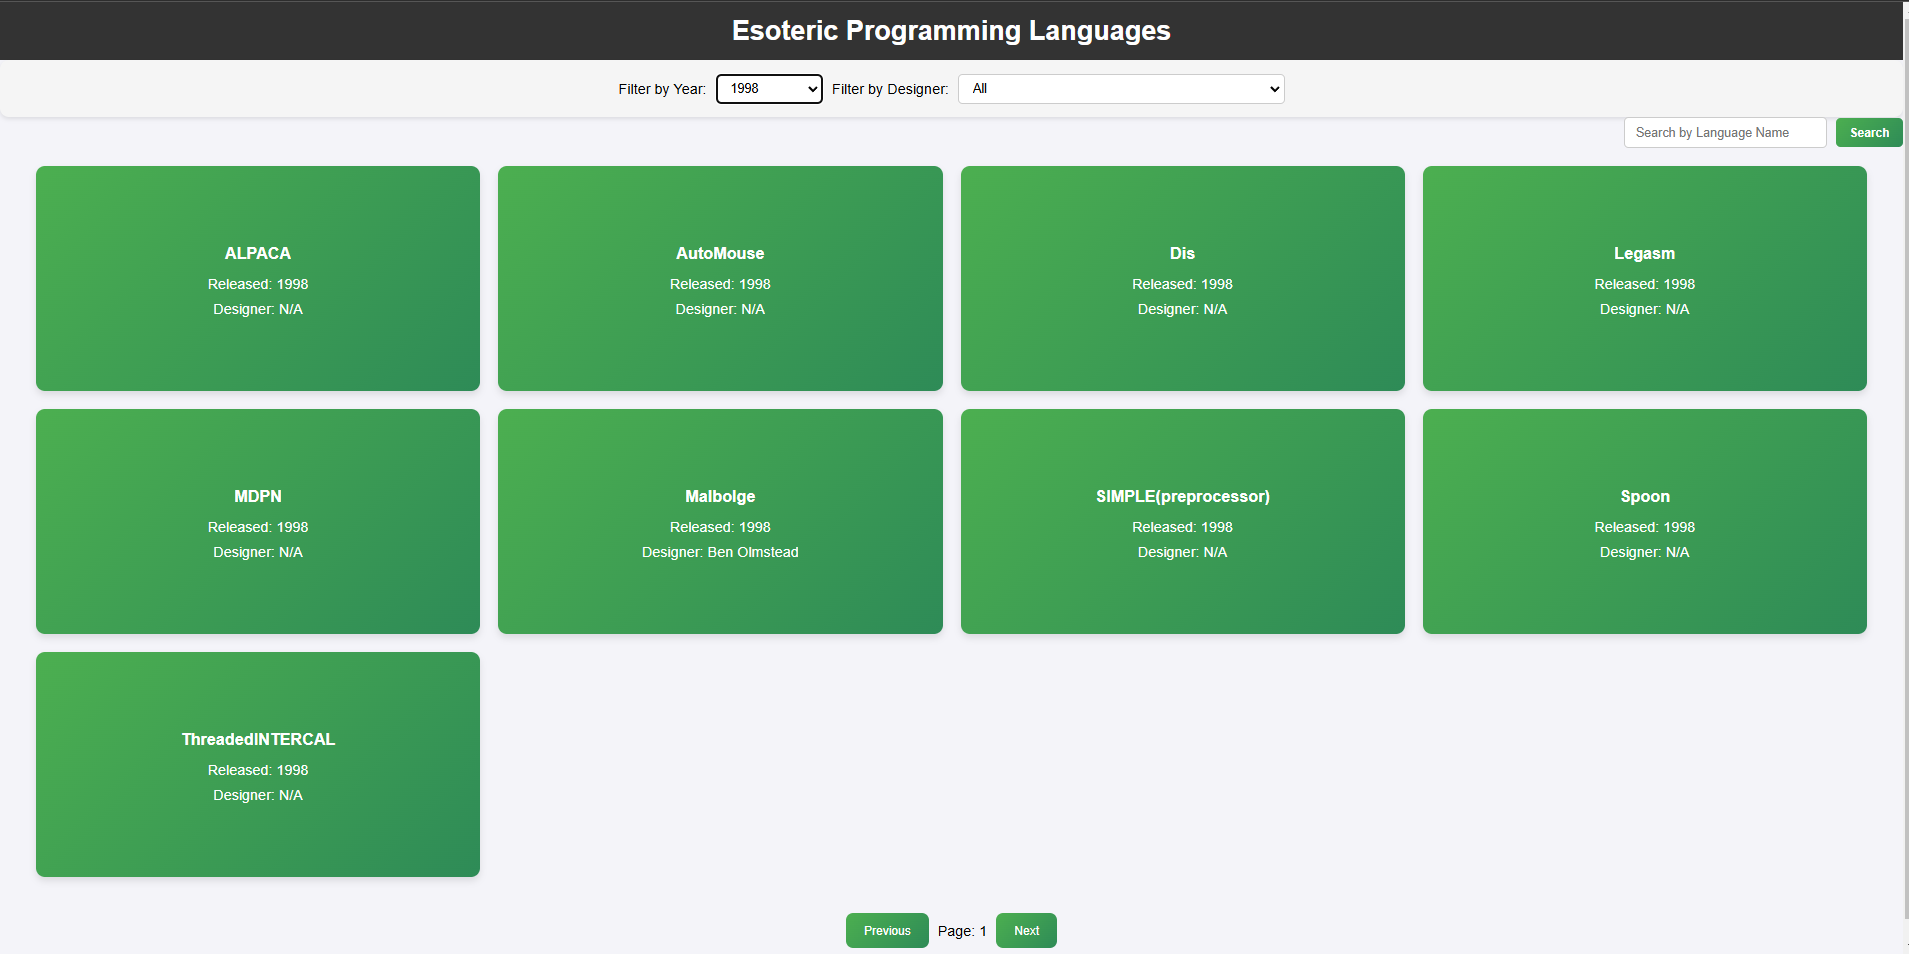 Esoteric Programming Languages
Filter by Year: 1998 Filter by Designer: All
Search by Language Name Search
ALPACA
Released: 1998
Designer: N/A
AutoMouse
Released: 1998
Designer: N/A
Dis
Released: 1998
Designer: N/A
Legasm
Released: 1998
Designer: N/A
MDPN
Released: 1998
Designer: N/A
Malbolge
Released: 1998
Designer: Ben Olmstead
SIMPLE(preprocessor)
Released: 1998
Designer: N/A
Spoon
Released: 1998
Designer: N/A
ThreadedINTERCAL
Released: 1998
Designer: N/A
Previous Page: 1 Next